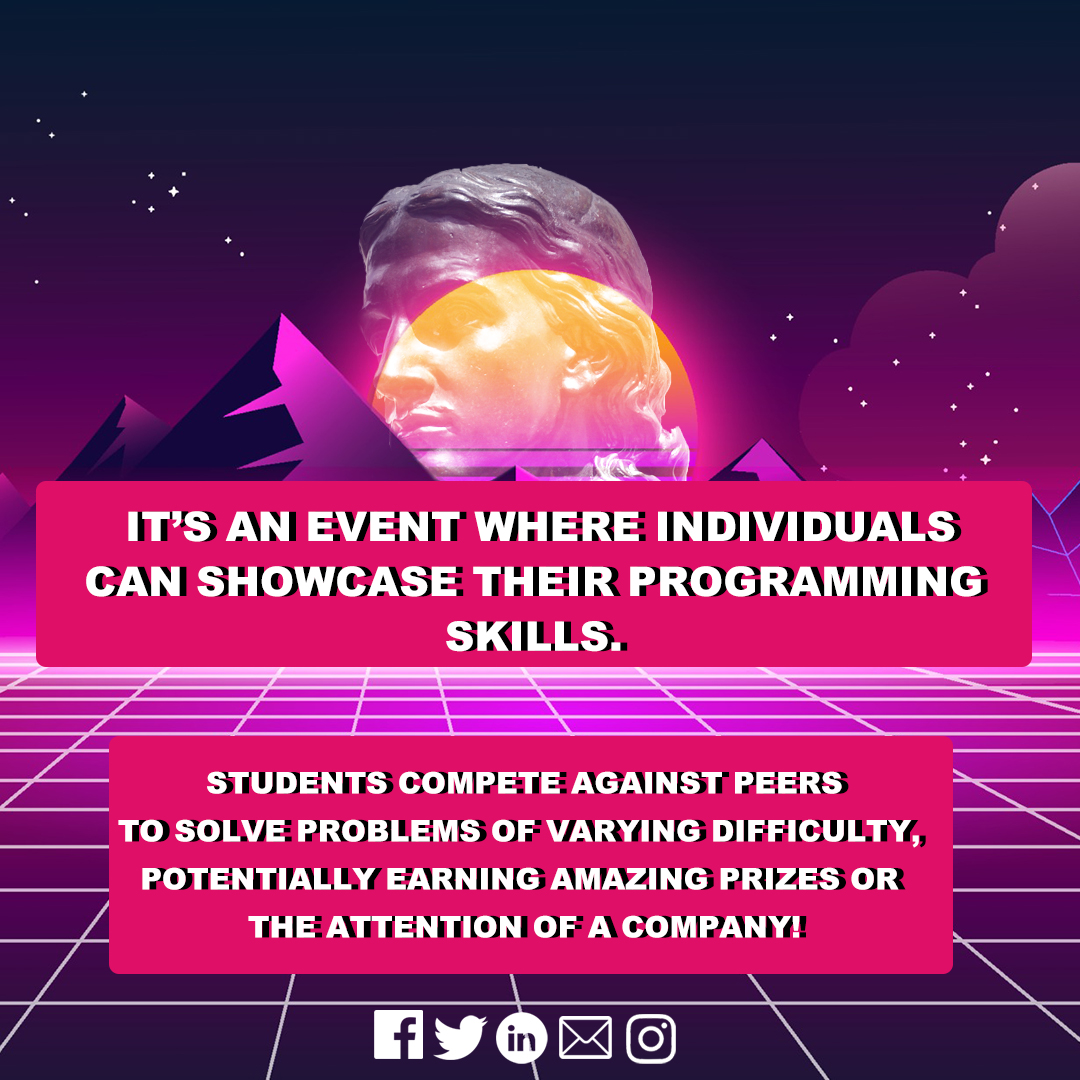 IT’S AN EVENT WHERE INDIVIDUALS
CAN SHOWCASE THEIR PROGRAMMING
SKILLS.
STUDENTS COMPETE AGAINST PEERS
TO SOLVE PROBLEMS OF VARYING DIFFICULTY,
POTENTIALLY EARNING AMAZING PRIZES OR
THE ATTENTION OF A COMPANY!
in